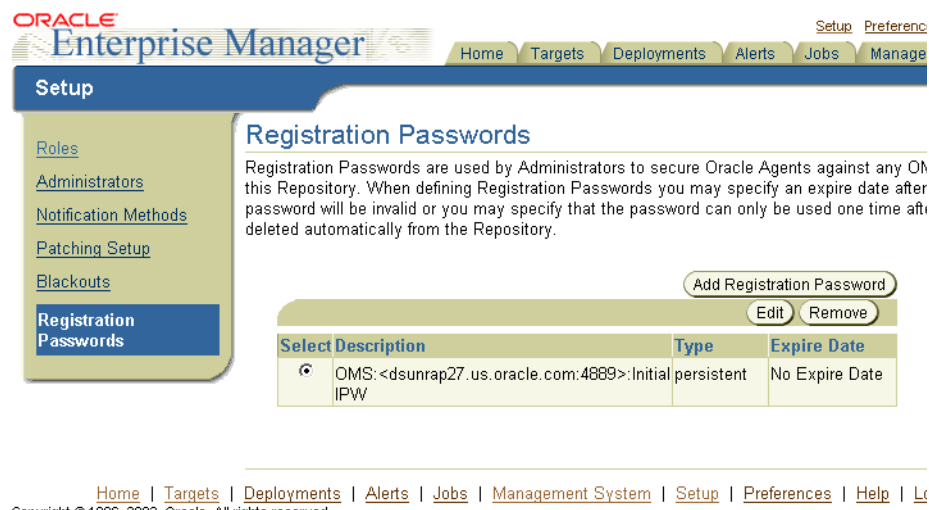 ORACLE
Enterprise Manager
Setup Preferenc
Home Targets Deployments Alerts Jobs Manage
Setup
Roles
Administrators
Notification Methods
Patching Setup
Blackouts
Registration
Passwords
Registration Passwords
Registration Passwords are used by Administrators to secure Oracle Agents against any OM
this Repository. When defining Registration Passwords you may specify an expire date after
password will be invalid or you may specify that the password can only be used one time afte
deleted automatically from the Repository.
Add Registration Password
Edit Remove
Select Description Type Expire Date
OMS:<dsunrap27.us.oracle.com:4889>:Initial persistent No Expire Date
IPW
Home | Targets | Deployments | Alerts | Jobs | Management System | Setup | Preferences | Help | Lo
Oracle. All rights reserved